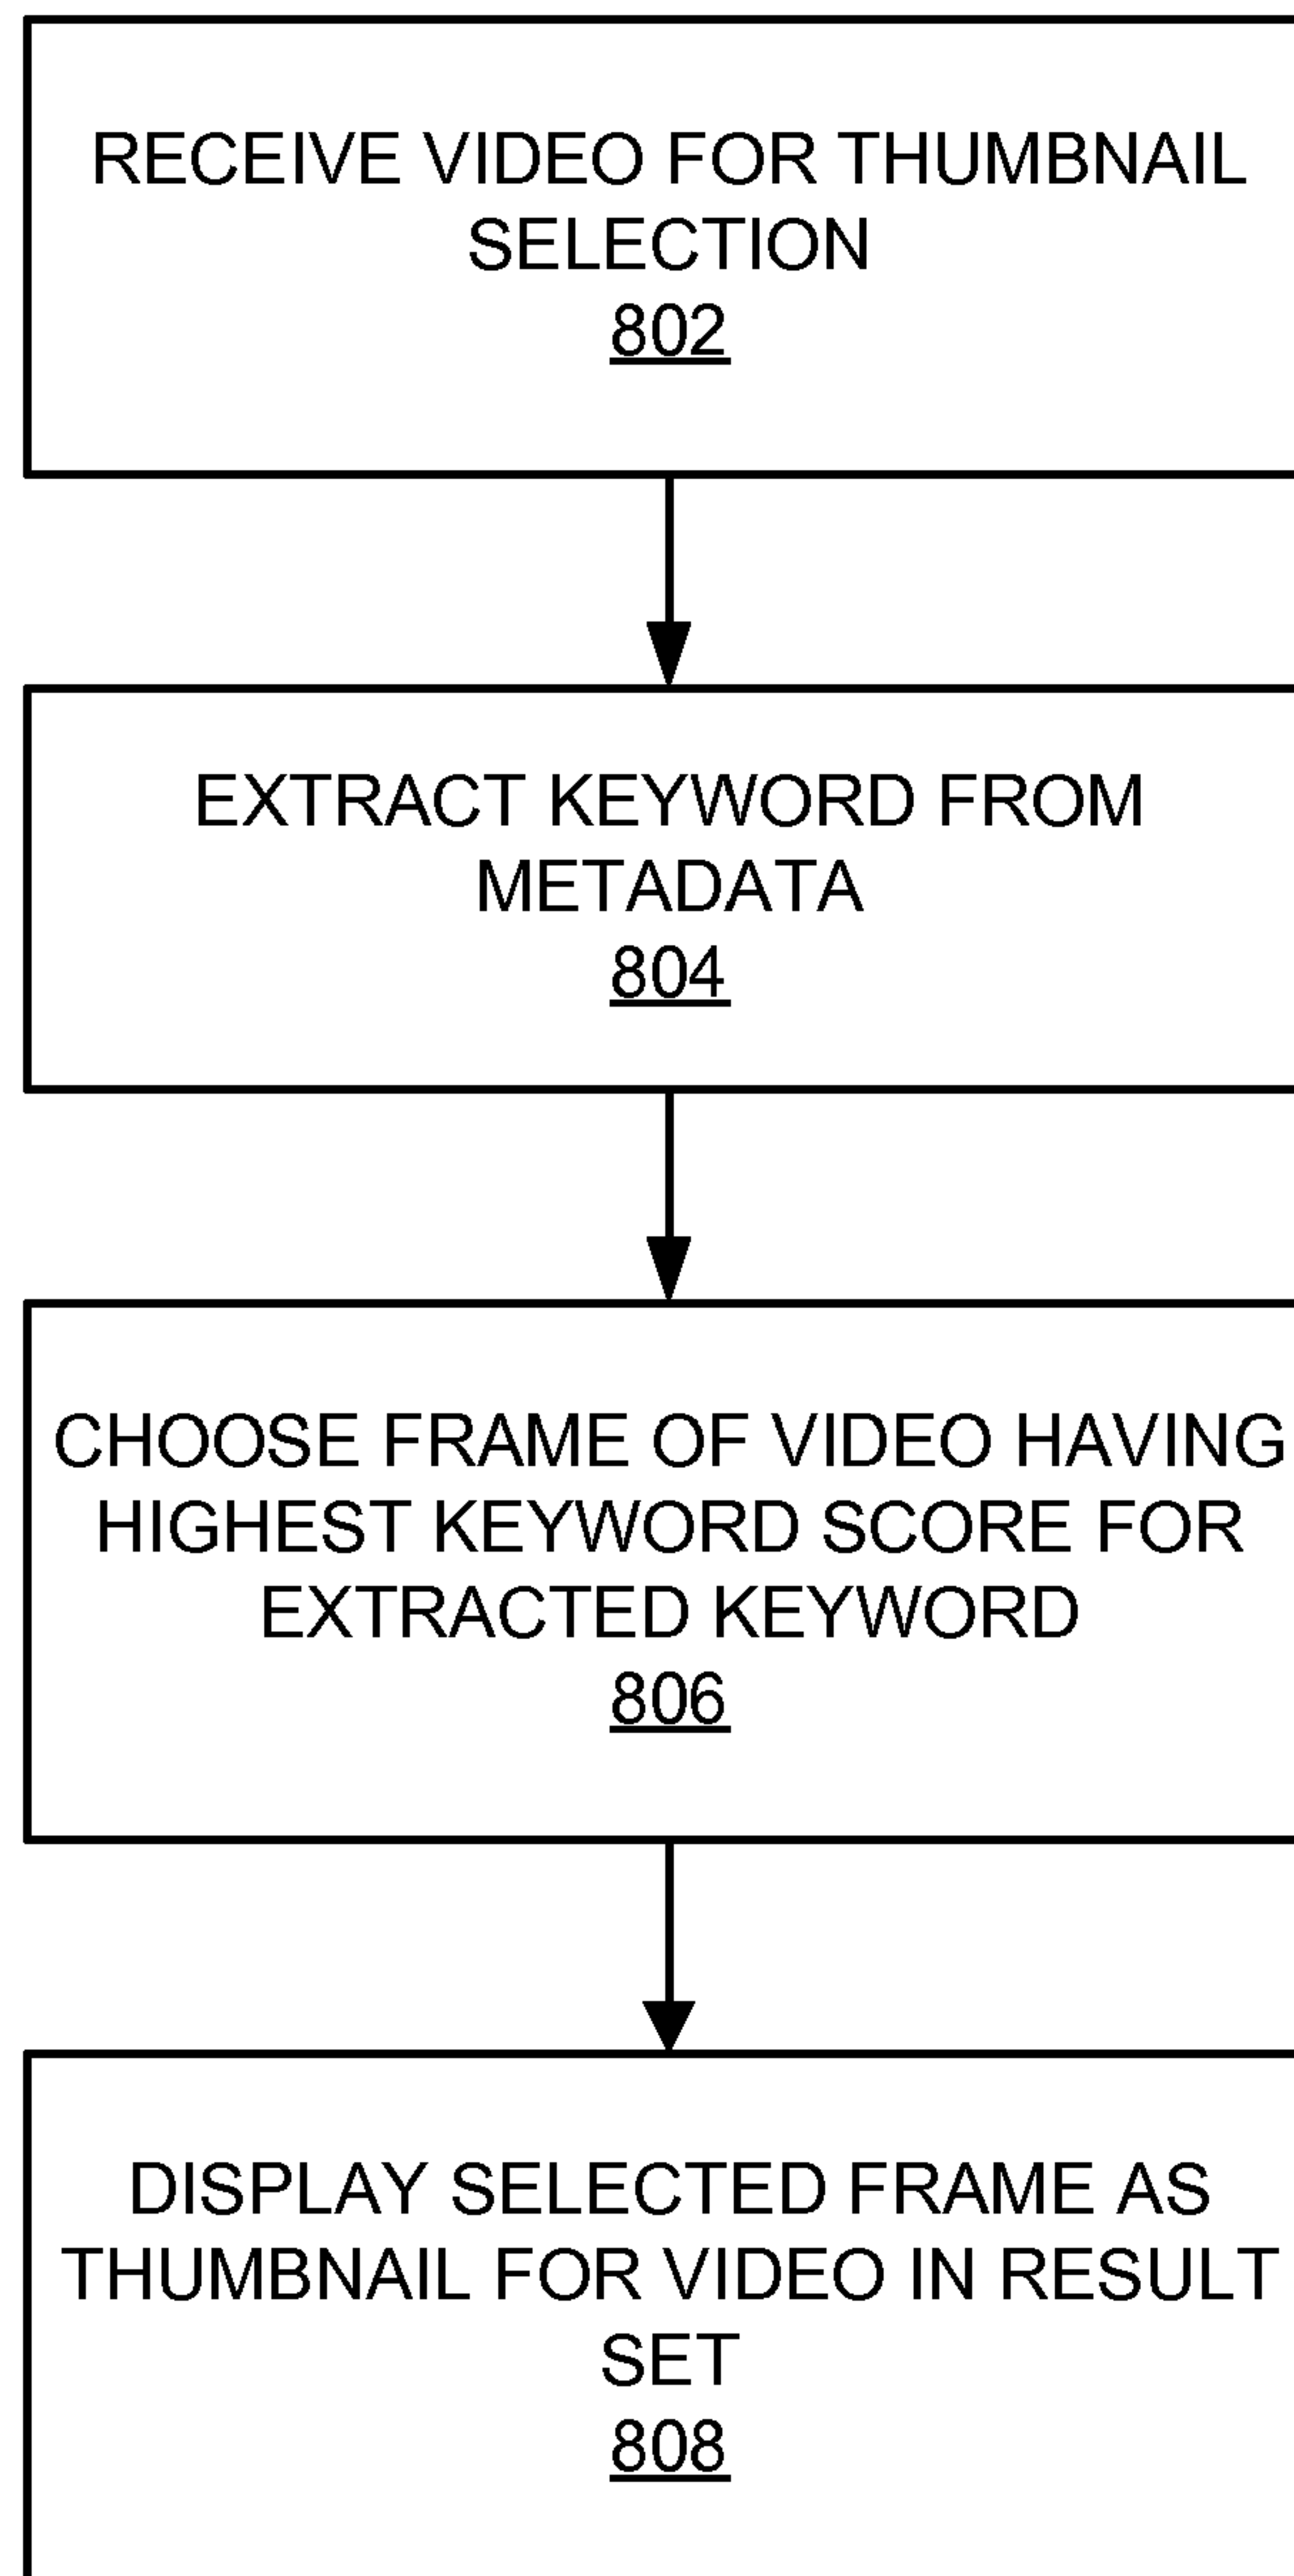 RECEIVE VIDEO FOR THUMBNAIL
SELECTION
802
EXTRACT KEYWORD FROM
METADATA
804
CHOOSE FRAME OF VIDEO HAVING
HIGHEST KEYWORD SCORE FOR
EXTRACTED KEYWORD
806
DISPLAY SELECTED FRAME AS
THUMBNAIL FOR VIDEO IN RESULT
SET
808